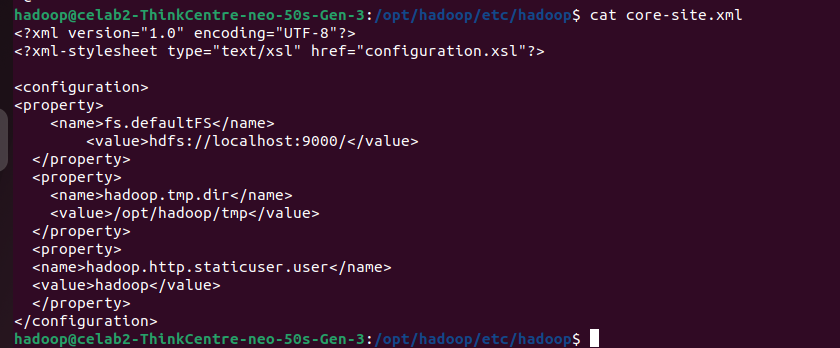 hadoop@celab2-ThinkCentre-neo-50s-Gen-3:/opt/hadoop/etc/hadoop$ cat core-site.xml
<?xml version="1.0" encoding="UTF-8"?>
<?xml-stylesheet type="text/xsl" href="configuration.xsl"?>

<configuration>
<property>
    <name>fs.defaultFS</name>
        <value>hdfs://localhost:9000/</value>
  </property>
  <property>
    <name>hadoop.tmp.dir</name>
    <value>/opt/hadoop/tmp</value>
  </property>
  <property>
  <name>hadoop.http.staticuser.user</name>
  <value>hadoop</value>
  </property>
</configuration>
hadoop@celab2-ThinkCentre-neo-50s-Gen-3:/opt/hadoop/etc/hadoop$